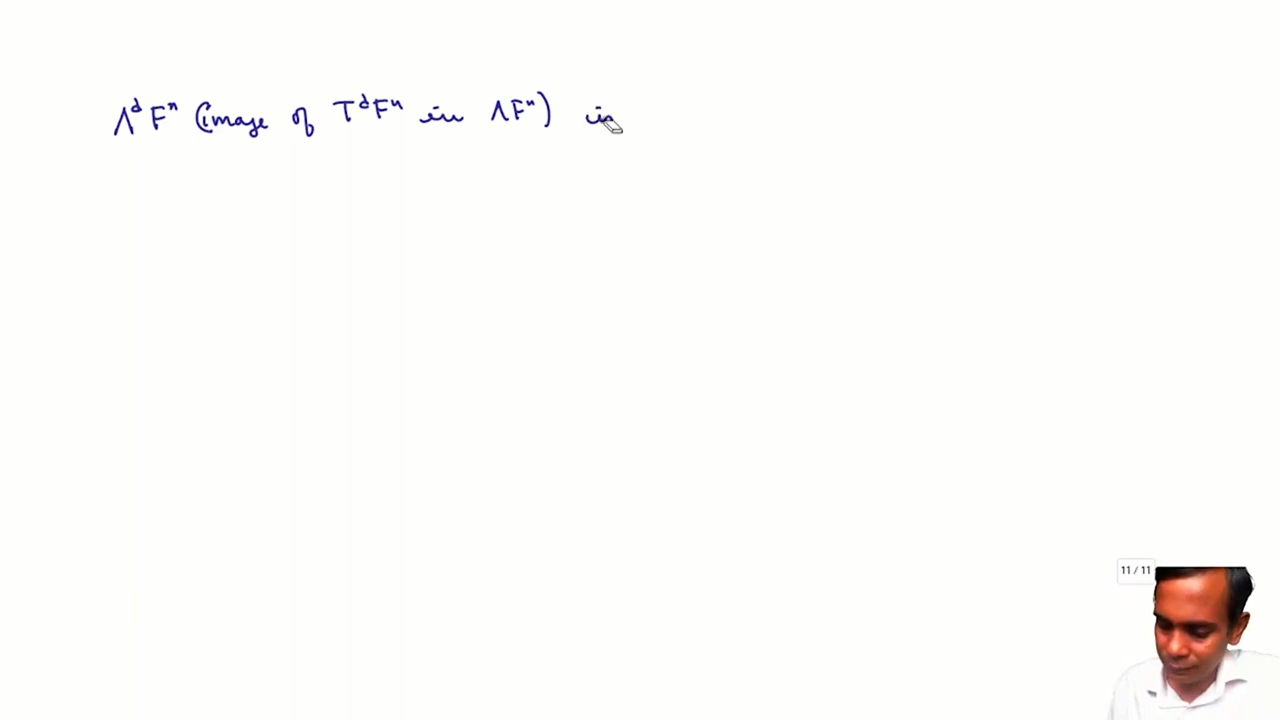 Λ^d F^n (image of T^d F^n in ΛF^n) is
11 / 11